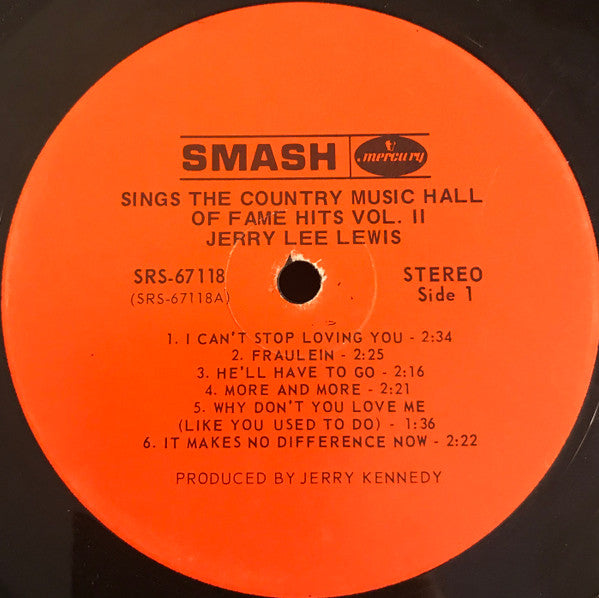 SMASH mercury
SINGS THE COUNTRY MUSIC HALL
OF FAME HITS VOL. II
JERRY LEE LEWIS
SRS-67118 STEREO
(SRS-67118A) Side 1
1. I CAN'T STOP LOVING YOU - 2:34
2. FRAULEIN - 2:25
3. HE'LL HAVE TO GO - 2:16
4. MORE AND MORE - 2:21
5. WHY DON'T YOU LOVE ME
(LIKE YOU USED TO DO) - 1:36
6. IT MAKES NO DIFFERENCE NOW - 2:22
PRODUCED BY JERRY KENNEDY